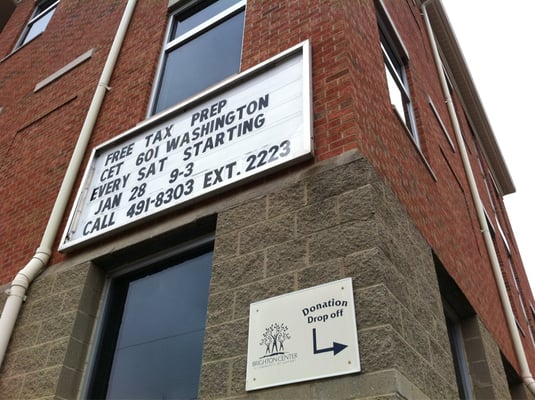 FREE TAX PREP
CET 601 WASHINGTON
EVERY SAT STARTING
JAN 28 9-3
CALL 491-8303 EXT. 2223
Donation
Drop off
BRIGHTON CENTER